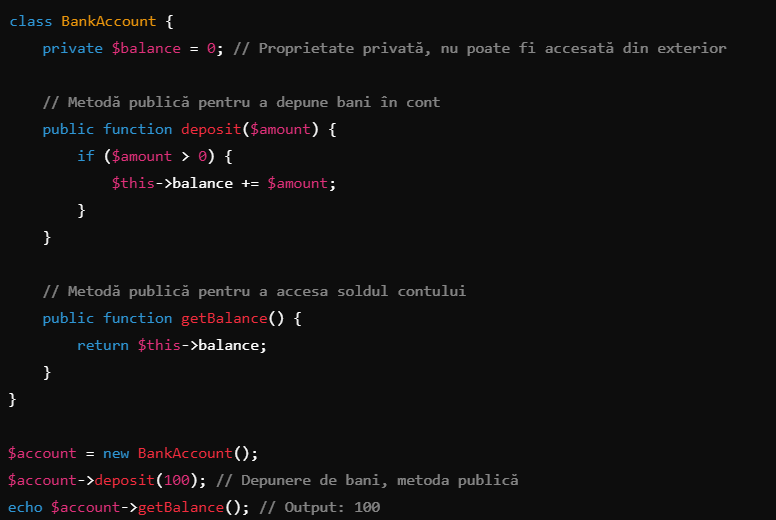 class BankAccount {
    private $balance = 0; // Proprietate privată, nu poate fi accesată din exterior

    // Metodă publică pentru a depune bani în cont
    public function deposit($amount) {
        if ($amount > 0) {
            $this->balance += $amount;
        }
    }

    // Metodă publică pentru a accesa soldul contului
    public function getBalance() {
        return $this->balance;
    }
}

$account = new BankAccount();
$account->deposit(100); // Depunere de bani, metoda publică
echo $account->getBalance(); // Output: 100